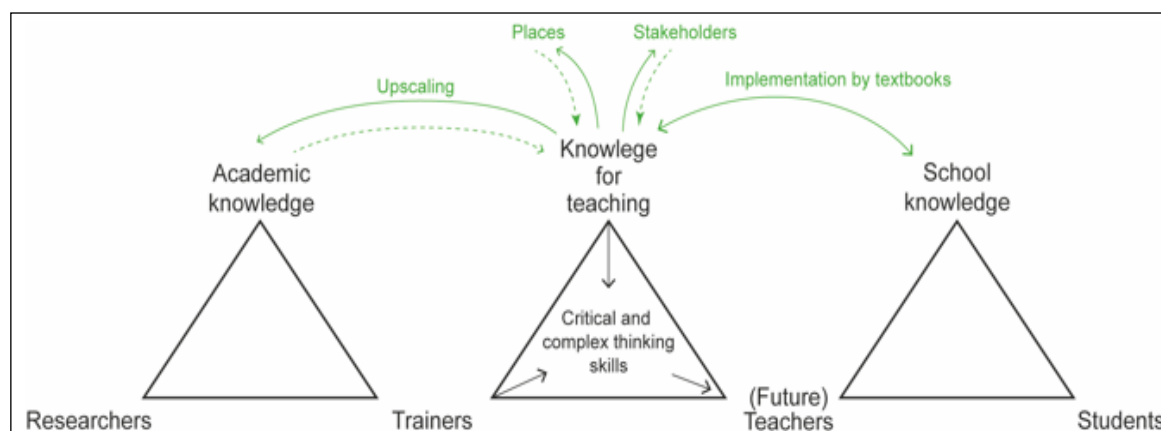 Places
Stakeholders
Upscaling
Implementation by textbooks
Academic
knowledge
Knowlege
for
teaching
School
knowledge
Critical and
complex thinking
skills
Researchers
Trainers
(Future)
Teachers
Students